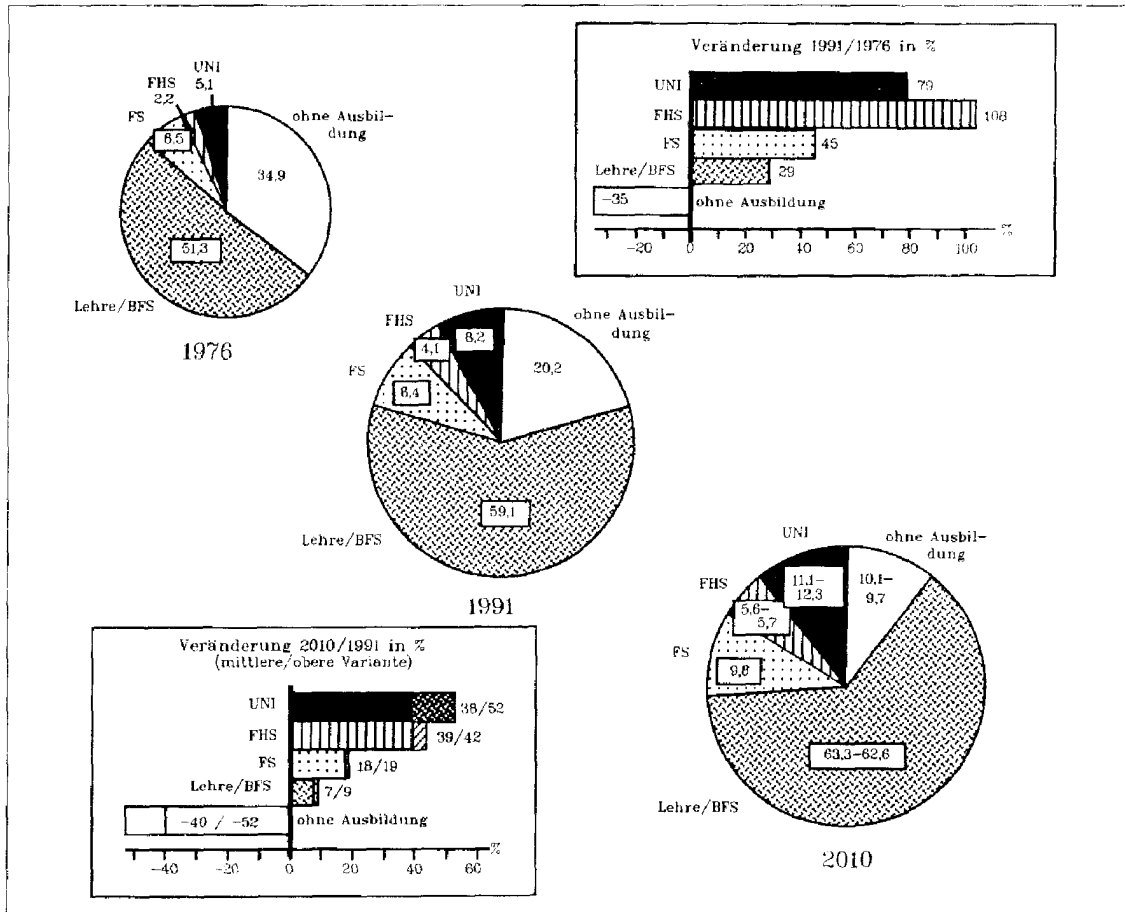 UNI
5,1
FHS
2,2
FS
6,5
ohne Ausbil-
dung
34,9
51,3
Lehre/BFS
1976
Veränderung 1991/1976 in %
UNI
79
FHS
108
FS
45
Lehre/BFS
29
-35
ohne Ausbildung
-20 0 20 40 60 80 100 %
UNI
8,2
FHS
4,1
FS
8,4
ohne Ausbil-
dung
20,2
59,1
Lehre/BFS
1991
Veränderung 2010/1991 in %
(mittlere/obere Variante)
UNI
38/52
FHS
39/42
FS
18/19
Lehre/BFS
7/9
-40 / -52
ohne Ausbildung
-40 -20 0 20 40 60 %
UNI
11,1-
12,3
FHS
5,6-
5,7
FS
9,8
ohne Ausbil-
dung
10,1-
9,7
63,3-62,6
Lehre/BFS
2010